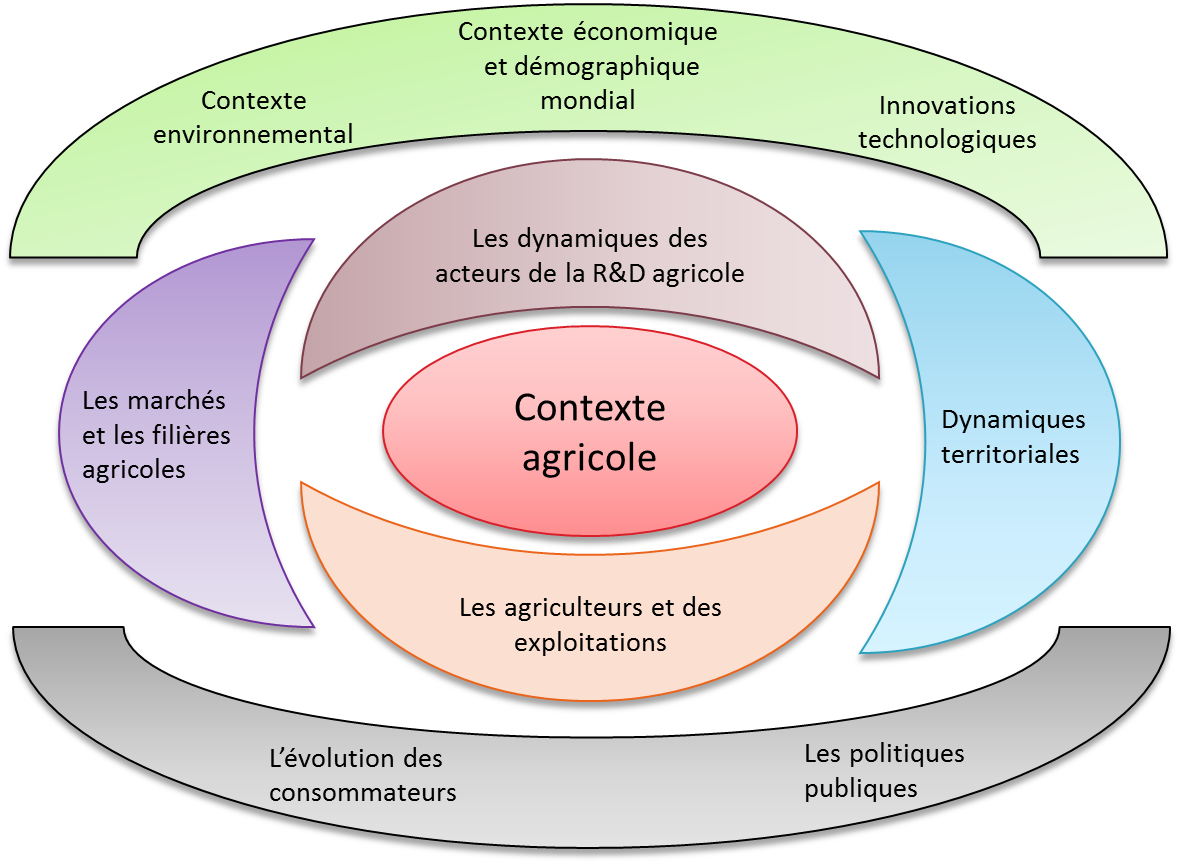 Contexte économique
et démographique
mondial
Contexte
environnemental
Innovations
technologiques
Les dynamiques des
acteurs de la R&D agricole
Les marchés
et les filières
agricoles
Contexte
agricole
Dynamiques
territoriales
Les agriculteurs et des
exploitations
L’évolution des
consommateurs
Les politiques
publiques